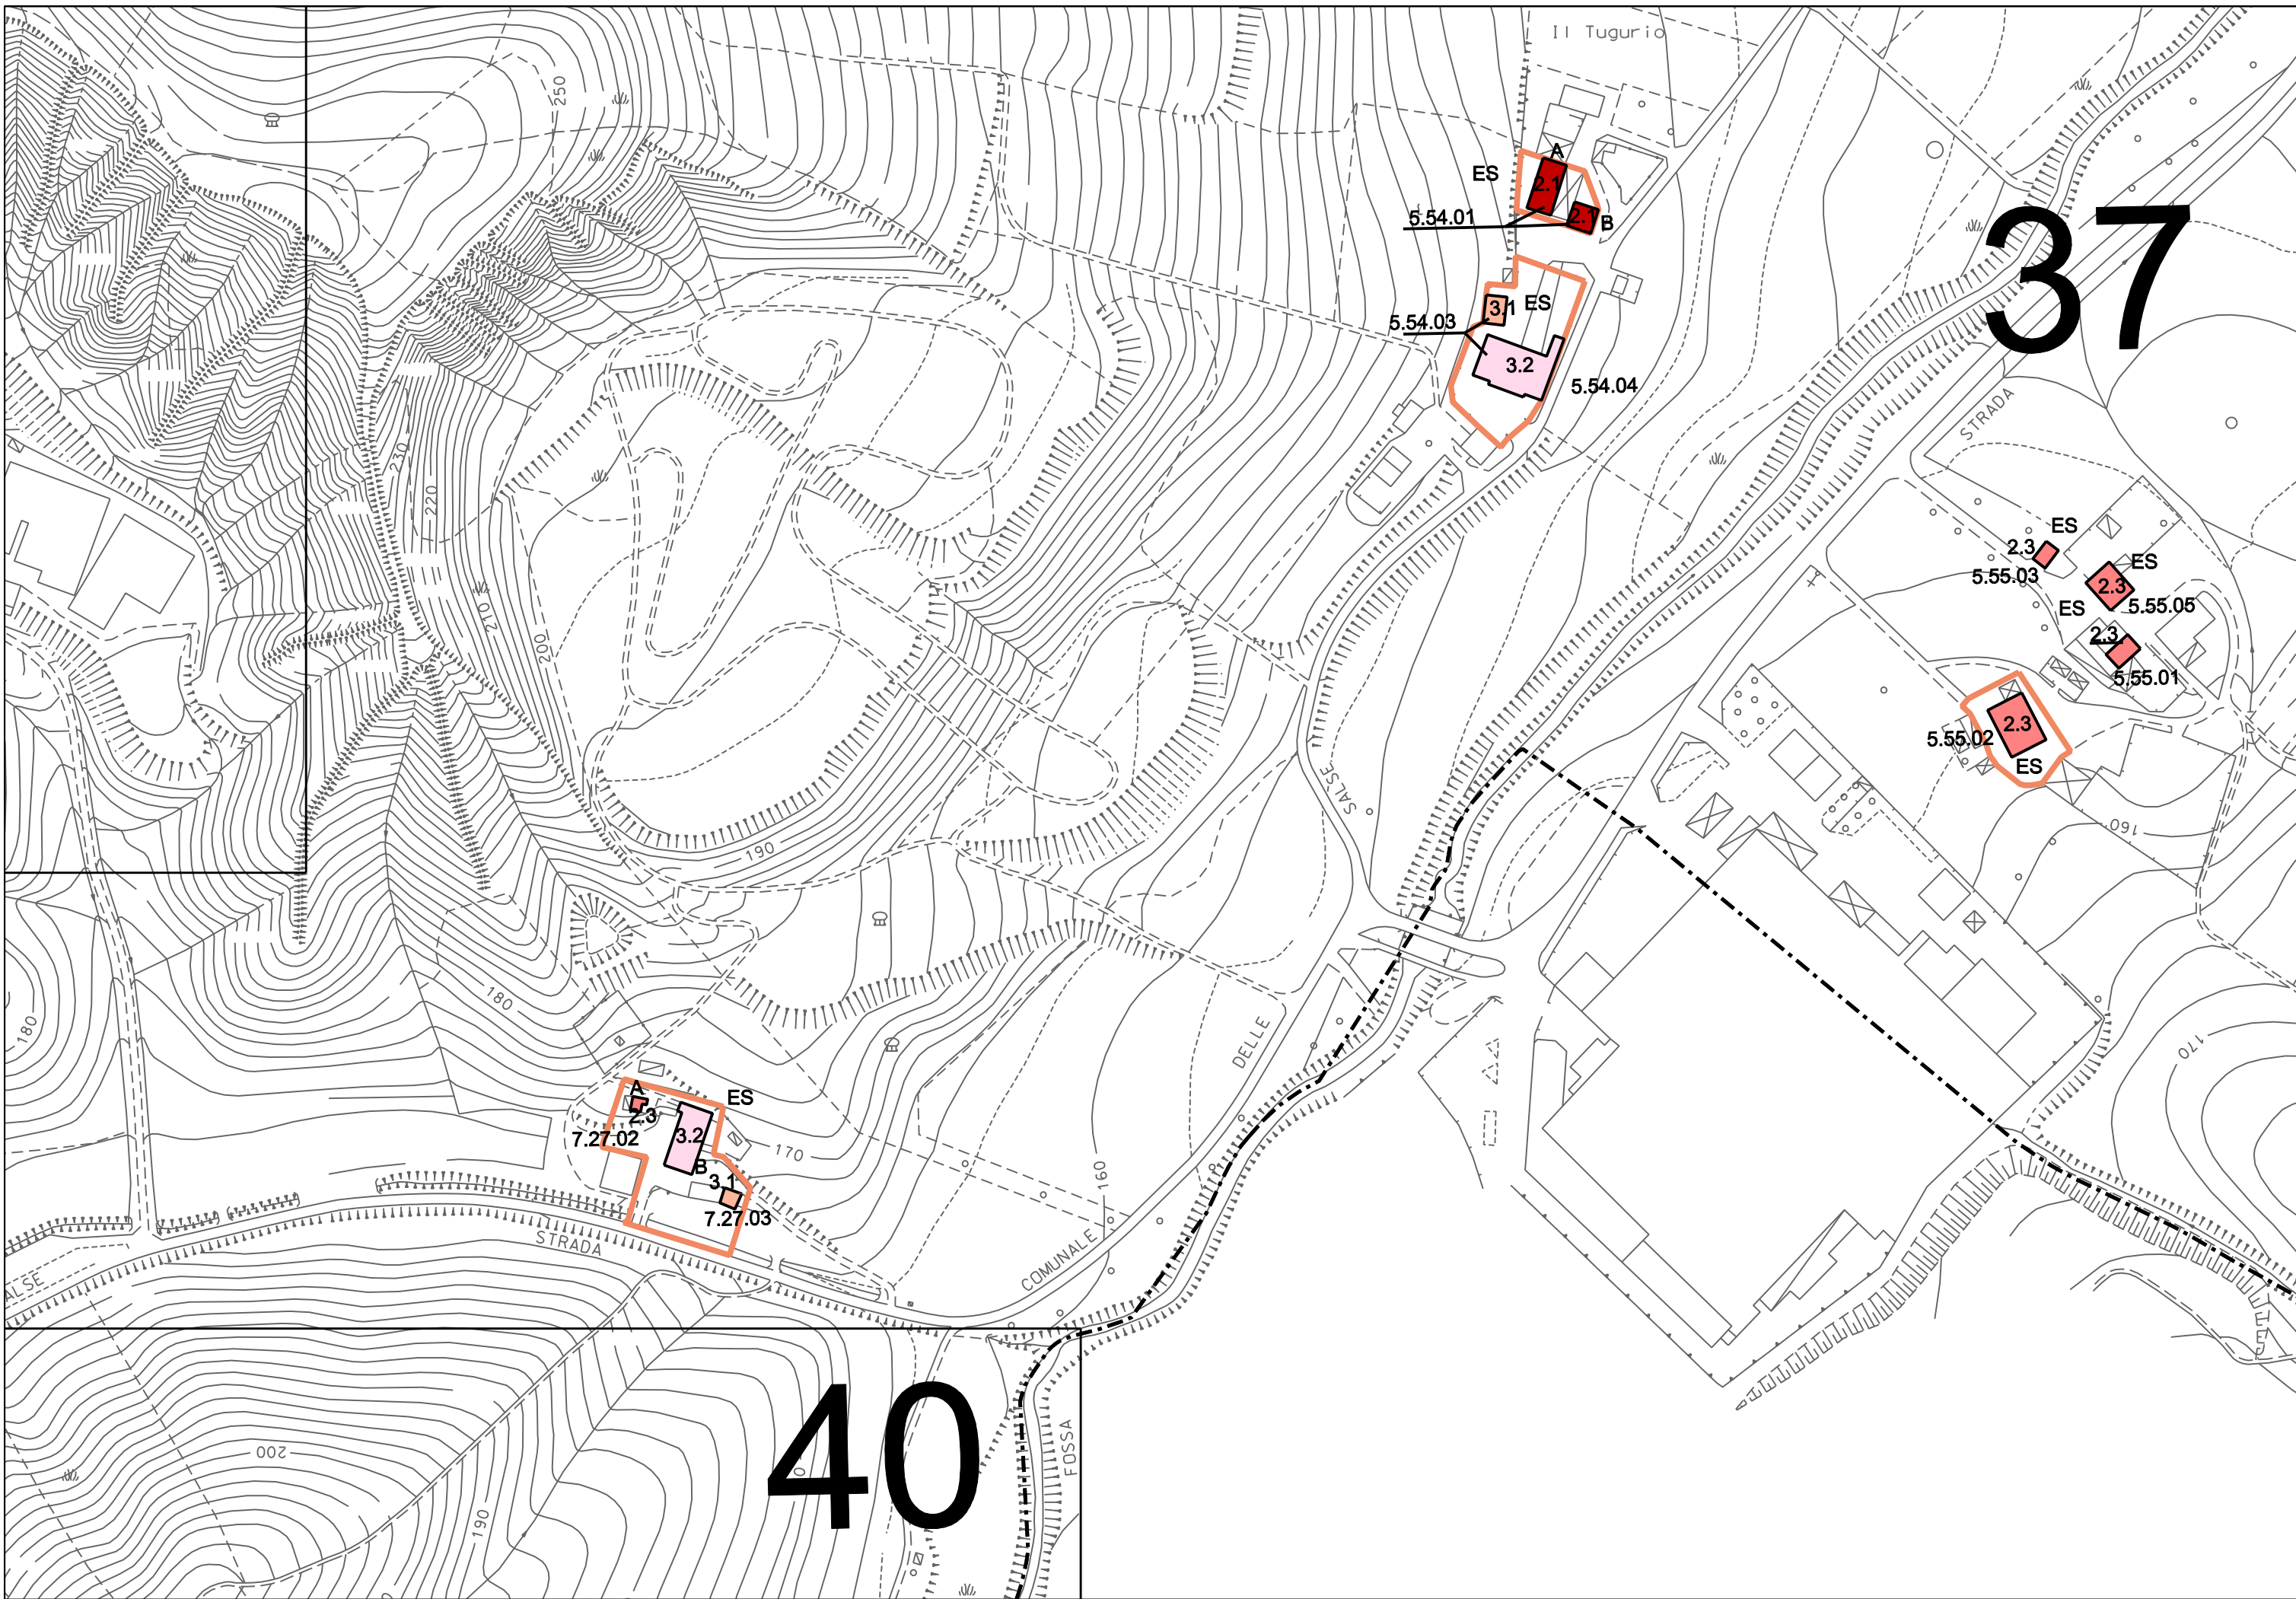 Il Tugurio
250
A
ES
2.1
2.1
B
5.54.01
37
3.1
ES
5.54.03
3.2
5.54.04
STRADA
230
220
ES
2.3
ES
5.55.03
2.3
ES
5.55.05
210
2.3
200
5.55.01
2.3
5.55.02
ES
SALSE
160
190
180
180
DELLE
170
A
ES
2.3
7.27.02
3.2
170
B
160
3.1
7.27.03
STRADA
COMUNALE
ALSE
40
FOSSA
200
190